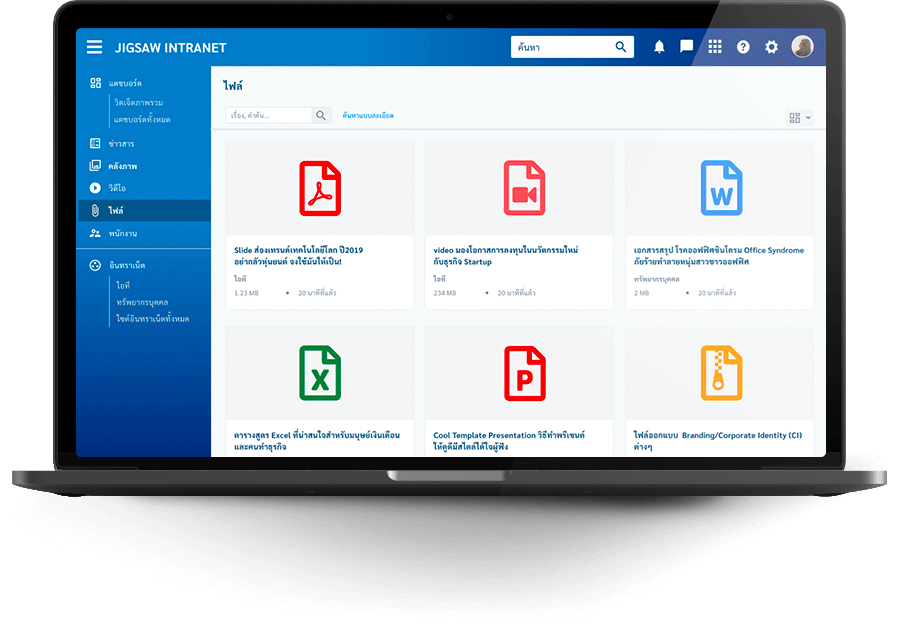 JIGSAW INTRANET
ค้นหา
แดชบอร์ด
วิดเจ็ตภาพรวม
แดชบอร์ดทั้งหมด
ข่าวสาร
คลังภาพ
วิดีโอ
ไฟล์
พนักงาน
อินทราเน็ต
ไอที
ทรัพยากรบุคคล
ไซต์อินทราเน็ตทั้งหมด
ไฟล์
เรื่อง, คำค้น...
ค้นหาแบบละเอียด
Slide ส่องเทรนด์เทคโนโลยีโลก ปี2019
อย่ากลัวหุ่นยนต์ จงใช้มันให้เป็น!
ไอที
1.23 MB • 20 นาทีที่แล้ว
video มองโอกาสการลงทุนในนวัตกรรมใหม่
กับธุรกิจ Startup
ไอที
234 MB • 20 นาทีที่แล้ว
W
เอกสารสรุป โรคออฟฟิศซินโดรม Office Syndrome
ภัยร้ายทำลายหนุ่มสาวชาวออฟฟิศ
ทรัพยากรบุคคล
2 MB • 20 นาทีที่แล้ว
X
ตารางสูตร Excel ที่น่าสนใจสำหรับมนุษย์เงินเดือน
และคนทำธุรกิจ
P
Cool Template Presentation วิธีทำพรีเซนต์
ให้ดูดีมีสไตล์ได้ใจผู้ฟัง
ไฟล์ออกแบบ Branding/Corporate Identity (CI)
ต่างๆ